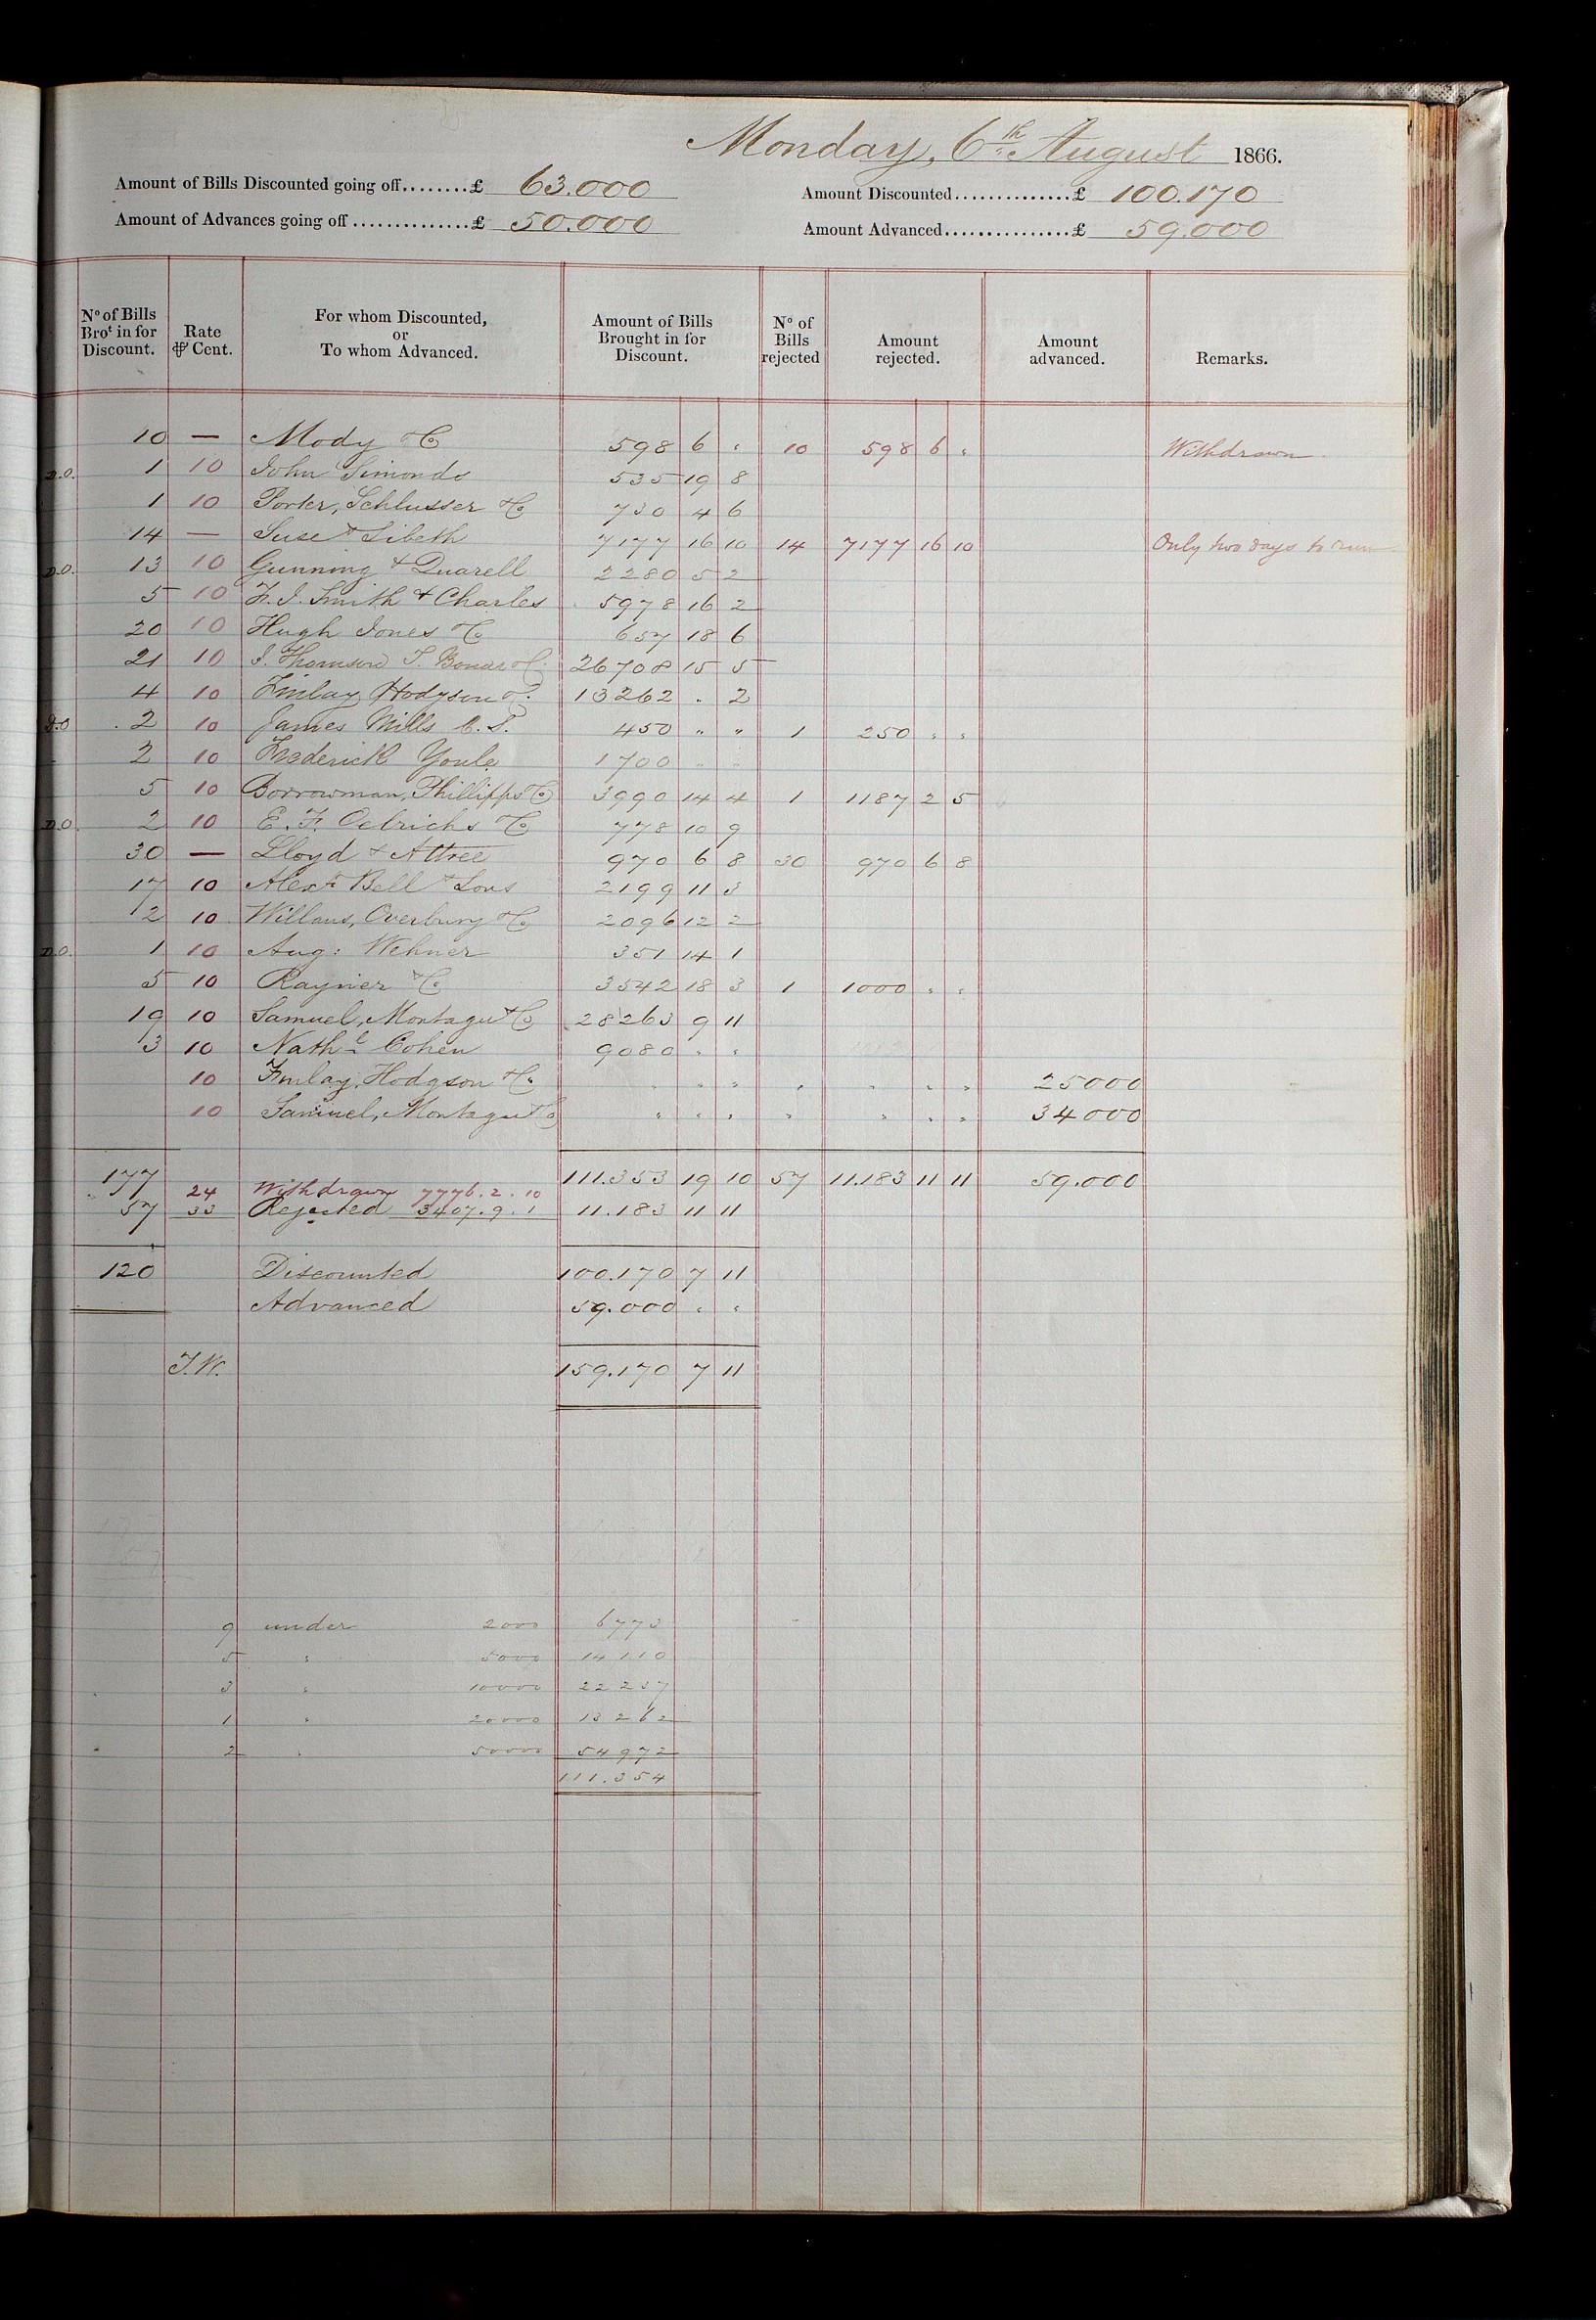 Monday, 6th August 1866.
Amount of Bills Discounted going off........£ 63.000
Amount Discounted..............£ 100.170
Amount of Advances going off ..............£ 50.000
Amount Advanced...............£ 59.000
No of Bills Brot in for Discount. Rate ⅌ Cent. For whom Discounted, or To whom Advanced. Amount of Bills Brought in for Discount. No of Bills rejected Amount rejected. Amount advanced. Remarks.
10 — Mody & Co 598 6 " 10 598 6 " Withdrawn
D.O. 1 10 John Simonds 535 19 8
1 10 Porter, Schlusser & Co 730 4 6
14 — Suse & Sibeth 7177 16 10 14 7177 16 10 Only two days to run
D.O. 13 10 Gunning & Quarell 2280 5 2
5 10 F. J. Smith & Charles 5978 16 2
20 10 Hugh Jones & Co 657 18 6
21 10 J. Thomson T. Bonar & Co 26708 15 5
4 10 Finlay Hodgson & Co 13262 " 2
D.O 2 10 James Mills C. S. 450 " " 1 250 " "
2 10 Frederick Youle 1700 " "
5 10 Borrowman, Phillipps & Co 3990 14 4 1 1187 2 5
D.O. 2 10 E. F. Oelrichs & Co 778 10 9
30 — Lloyd & Attree 970 6 8 30 970 6 8
17 10 Alexr Bell & Sons 2199 11 3
2 10 Willans, Overbury & Co 2096 12 2
D.O. 1 10 Aug: Wehner 351 14 1
5 10 Rayner & Co 3542 18 3 1 1000 " "
19 10 Samuel, Montagu & Co 28263 9 11
3 10 Nathl Cohen 9080 " "
10 Finlay, Hodgson & Co " " " " " " " 25000
10 Samuel, Montagu & Co " " " " " " " 34000
177 111.353 19 10 57 11.183 11 11 59.000
24 Withdrawn 7776. 2. 10
57 33 Rejected 3407. 9. 1 11.183 11 11
120 Discounted 100.170 7 11
Advanced 59.000 " "
J.W. 159.170 7 11
9 under 2000 6773
5 " 5000 14110
3 " 10000 22237
1 " 20000 13262
2 " 50000 54972
111.354